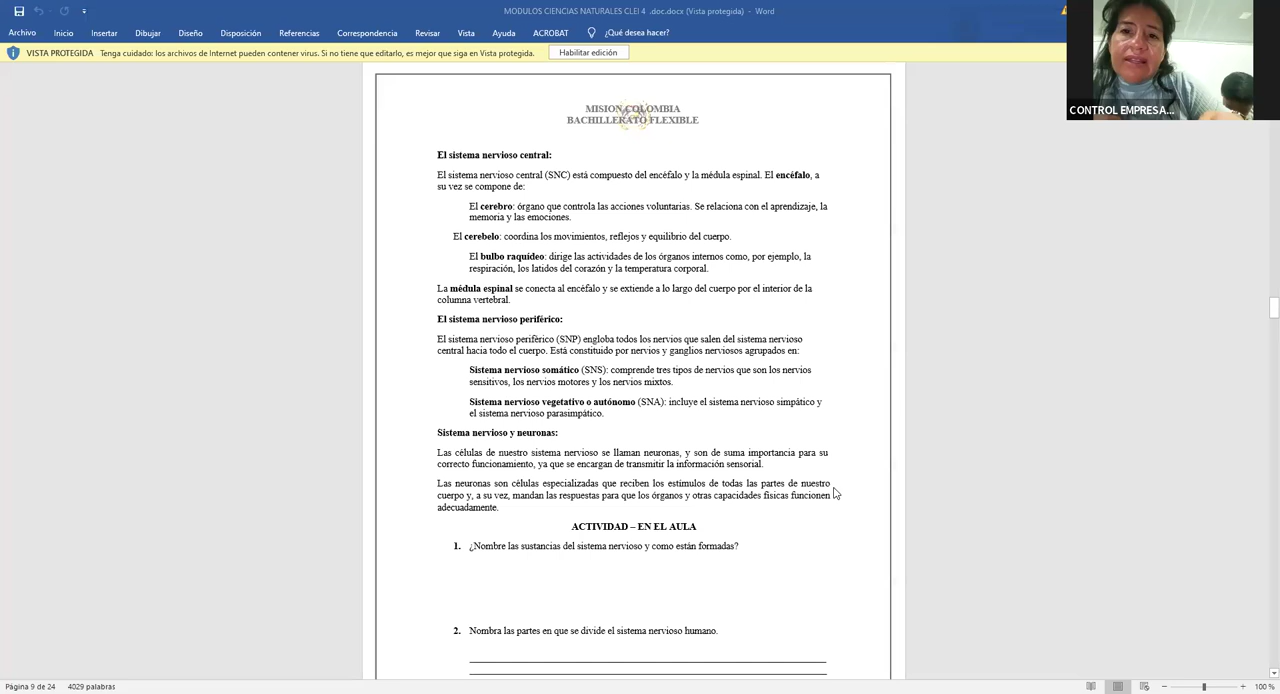 MODULOS CIENCIAS NATURALES CLEI 4 .doc.docx (Vista protegida) - Word
Archivo Inicio Insertar Dibujar Diseño Disposición Referencias Correspondencia Revisar Vista Ayuda ACROBAT ¿Qué desea hacer?
VISTA PROTEGIDA Tenga cuidado: los archivos de Internet pueden contener virus. Si no tiene que editarlo, es mejor que siga en Vista protegida. Habilitar edición
CONTROL EMPRESA...
MISION COLOMBIA
BACHILLERATO FLEXIBLE
El sistema nervioso central:
El sistema nervioso central (SNC) está compuesto del encéfalo y la médula espinal. El encéfalo, a
su vez se compone de:
El cerebro: órgano que controla las acciones voluntarias. Se relaciona con el aprendizaje, la
memoria y las emociones.
El cerebelo: coordina los movimientos, reflejos y equilibrio del cuerpo.
El bulbo raquídeo: dirige las actividades de los órganos internos como, por ejemplo, la
respiración, los latidos del corazón y la temperatura corporal.
La médula espinal se conecta al encéfalo y se extiende a lo largo del cuerpo por el interior de la
columna vertebral.
El sistema nervioso periférico:
El sistema nervioso periférico (SNP) engloba todos los nervios que salen del sistema nervioso
central hacia todo el cuerpo. Está constituido por nervios y ganglios nerviosos agrupados en:
Sistema nervioso somático (SNS): comprende tres tipos de nervios que son los nervios
sensitivos, los nervios motores y los nervios mixtos.
Sistema nervioso vegetativo o autónomo (SNA): incluye el sistema nervioso simpático y
el sistema nervioso parasimpático.
Sistema nervioso y neuronas:
Las células de nuestro sistema nervioso se llaman neuronas, y son de suma importancia para su
correcto funcionamiento, ya que se encargan de transmitir la información sensorial.
Las neuronas son células especializadas que reciben los estímulos de todas las partes de nuestro
cuerpo y, a su vez, mandan las respuestas para que los órganos y otras capacidades físicas funcionen
adecuadamente.
ACTIVIDAD – EN EL AULA
1. ¿Nombre las sustancias del sistema nervioso y como están formadas?
2. Nombra las partes en que se divide el sistema nervioso humano.
Página 9 de 24 4029 palabras 100 %